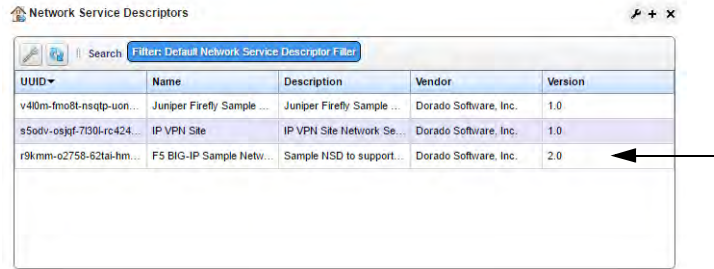 Network Service Descriptors
Search Filter: Default Network Service Descriptor Filter
UUID Name Description Vendor Version
v4l0m-fmo8t-nsqtp-uon... Juniper Firefly Sample ... Juniper Firefly Sample ... Dorado Software, Inc. 1.0
s5odv-osjqf-7l30l-rc424... IP VPN Site IP VPN Site Network Se... Dorado Software, Inc. 1.0
r9kmm-o2758-62tai-hm... F5 BIG-IP Sample Netw... Sample NSD to support... Dorado Software, Inc. 2.0